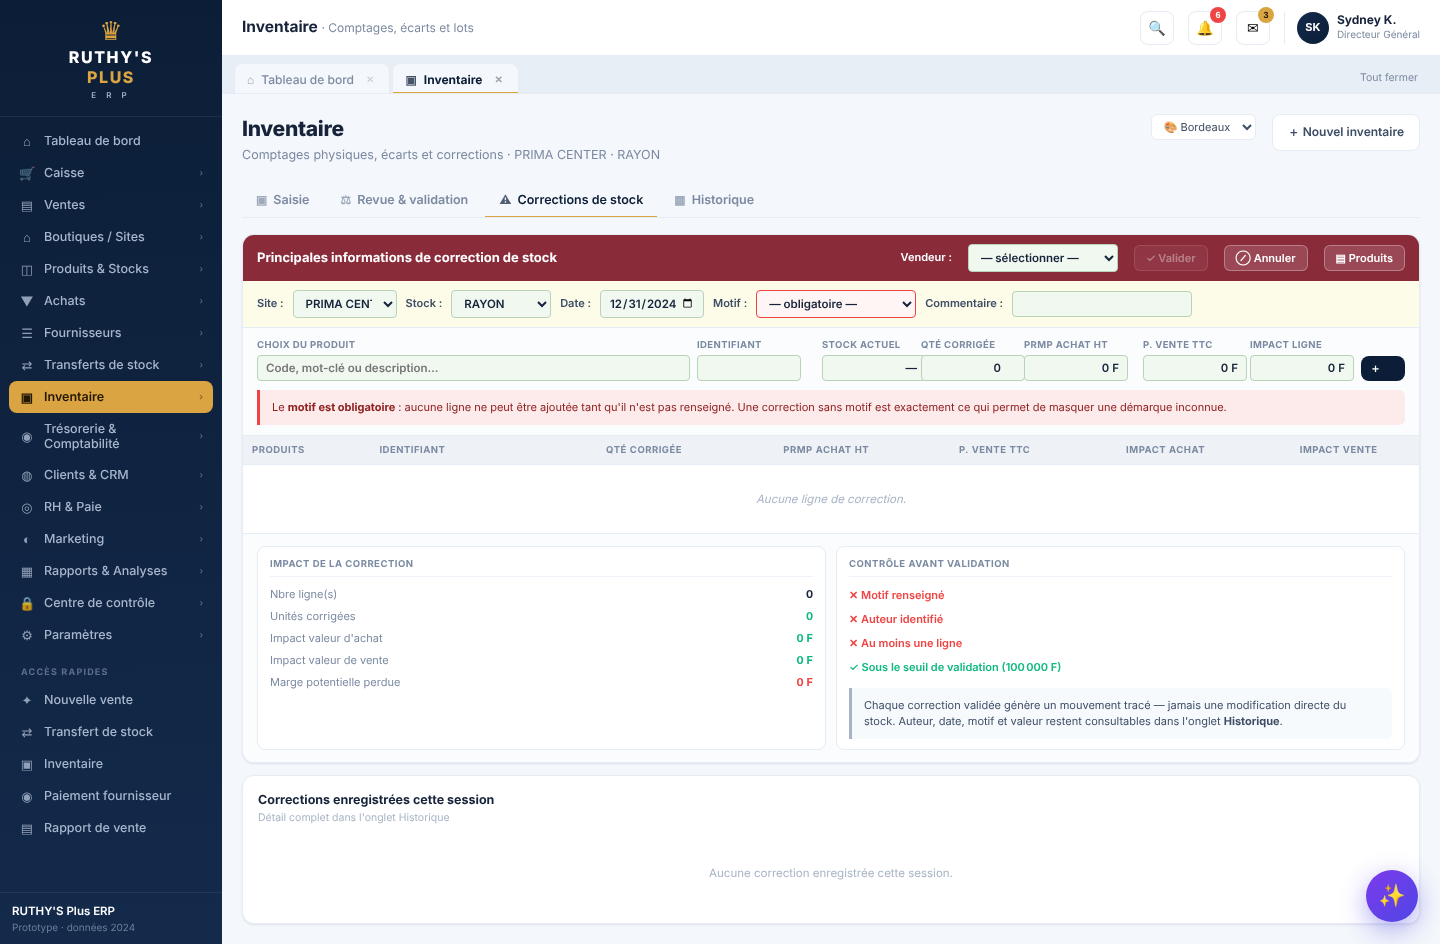 RUTHY'S
PLUS
ERP
Tableau de bord
Caisse
Ventes
Boutiques / Sites
Produits & Stocks
Achats
Fournisseurs
Transferts de stock
Inventaire
Trésorerie &
Comptabilité
Clients & CRM
RH & Paie
Marketing
Rapports & Analyses
Centre de contrôle
Paramètres
ACCÈS RAPIDES
Nouvelle vente
Transfert de stock
Inventaire
Paiement fournisseur
Rapport de vente
RUTHY'S Plus ERP
Prototype · données 2024
Inventaire · Comptages, écarts et lots
6
3
SK
Sydney K.
Directeur Général
Tableau de bord ×
Inventaire ×
Tout fermer
Inventaire
Comptages physiques, écarts et corrections · PRIMA CENTER · RAYON
Bordeaux
+ Nouvel inventaire
Saisie
Revue & validation
Corrections de stock
Historique
Principales informations de correction de stock
Vendeur :
— sélectionner —
✓ Valider
Annuler
Produits
Site :
PRIMA CENT
Stock :
RAYON
Date :
12/31/2024
Motif :
— obligatoire —
Commentaire :
CHOIX DU PRODUIT
IDENTIFIANT
STOCK ACTUEL
QTÉ CORRIGÉE
PRMP ACHAT HT
P. VENTE TTC
IMPACT LIGNE
Code, mot-clé ou description...
—
0
0 F
0 F
0 F
+
Le motif est obligatoire : aucune ligne ne peut être ajoutée tant qu'il n'est pas renseigné. Une correction sans motif est exactement ce qui permet de masquer une démarque inconnue.
PRODUITS
IDENTIFIANT
QTÉ CORRIGÉE
PRMP ACHAT HT
P. VENTE TTC
IMPACT ACHAT
IMPACT VENTE
Aucune ligne de correction.
IMPACT DE LA CORRECTION
Nbre ligne(s) 0
Unités corrigées 0
Impact valeur d'achat 0 F
Impact valeur de vente 0 F
Marge potentielle perdue 0 F
CONTRÔLE AVANT VALIDATION
✕ Motif renseigné
✕ Auteur identifié
✕ Au moins une ligne
✓ Sous le seuil de validation (100 000 F)
Chaque correction validée génère un mouvement tracé — jamais une modification directe du
stock. Auteur, date, motif et valeur restent consultables dans l'onglet Historique.
Corrections enregistrées cette session
Détail complet dans l'onglet Historique
Aucune correction enregistrée cette session.